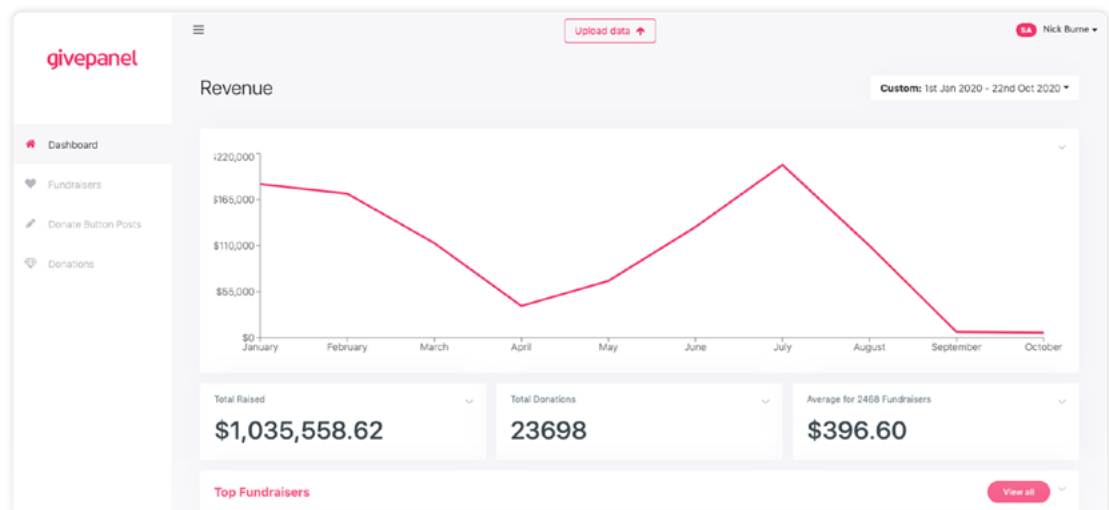 Upload data
SA Nick Burne
givepanel
Revenue
Custom: 1st Jan 2020 - 22nd Oct 2020
Dashboard
Fundraisers
Donate Button Posts
Donations
$220,000
$165,000
$110,000
$55,000
$0
January February March April May June July August September October
Total Raised
$1,035,558.62
Total Donations
23698
Average for 2468 Fundraisers
$396.60
Top Fundraisers
View all